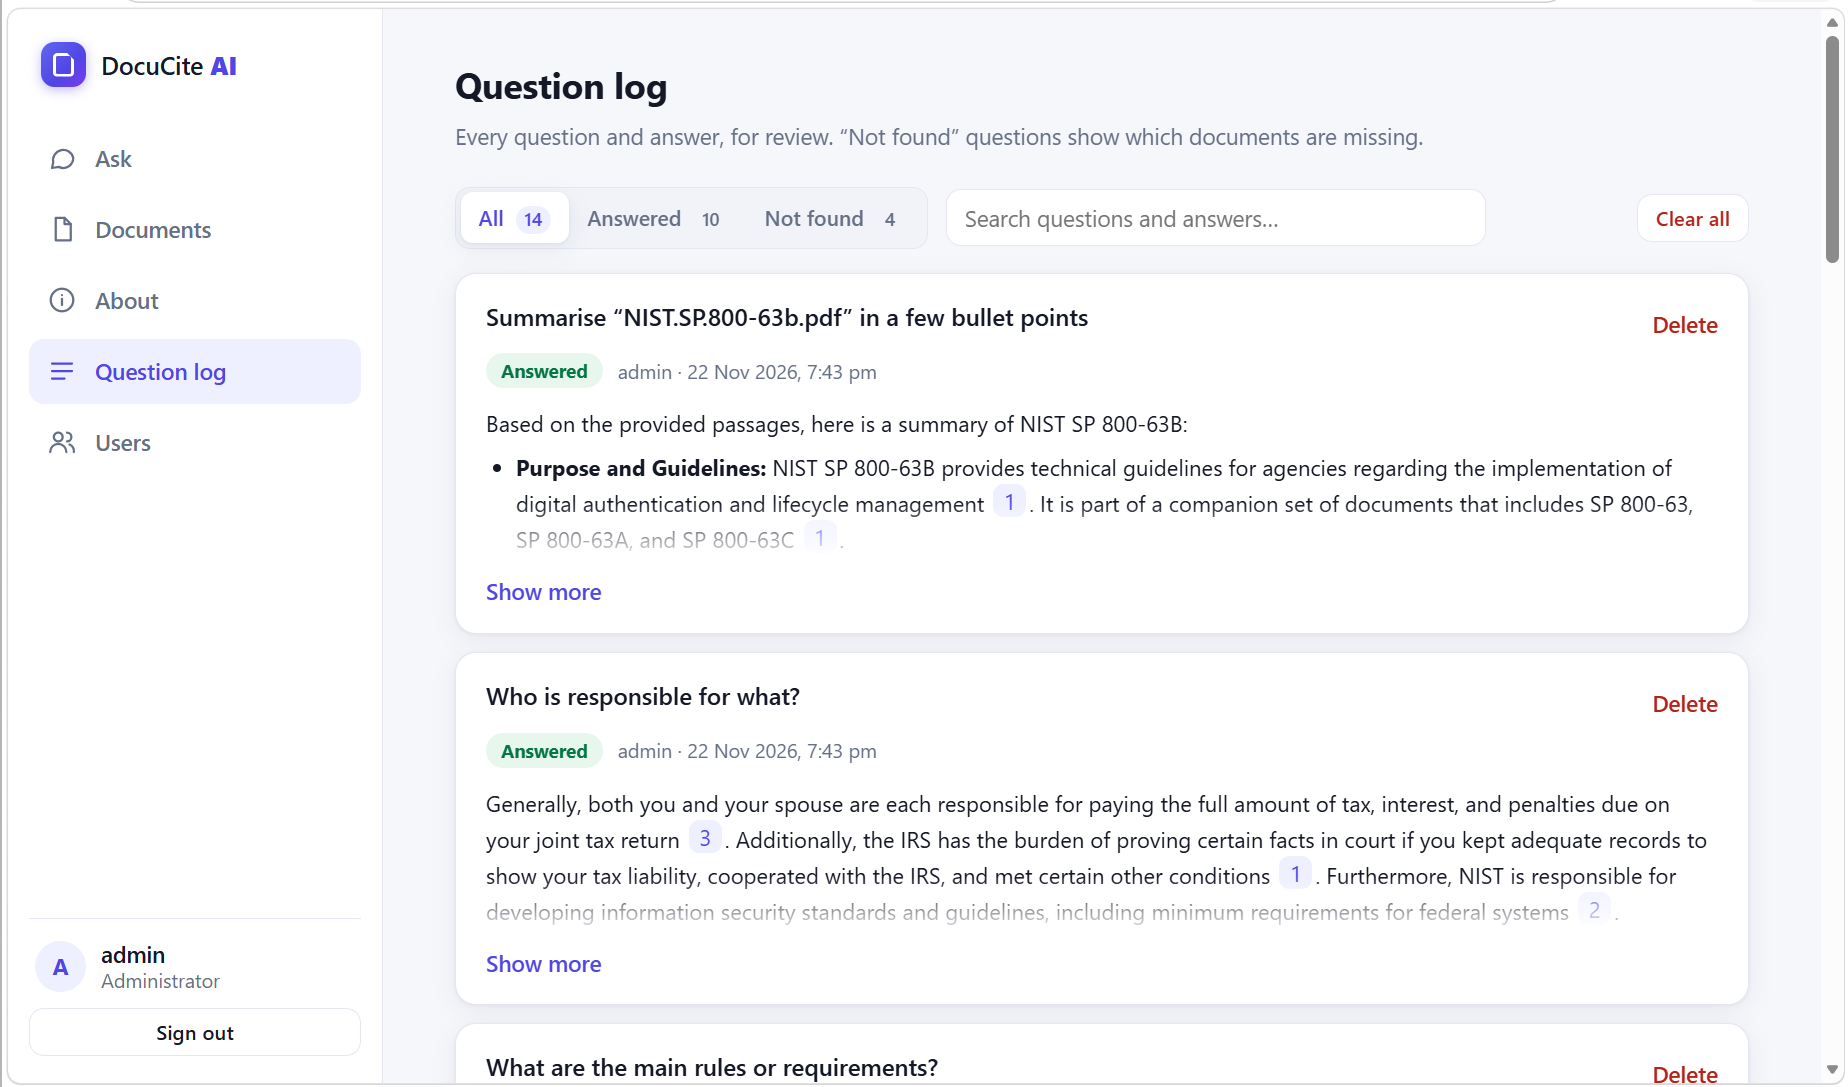 DocuCite AI
Ask
Documents
About
Question log
Users
A
admin
Administrator
Sign out
Question log
Every question and answer, for review. “Not found” questions show which documents are missing.
All 14 Answered 10 Not found 4
Search questions and answers...
Clear all
Summarise “NIST.SP.800-63b.pdf” in a few bullet points
Delete
Answered admin · 22 Nov 2026, 7:43 pm
Based on the provided passages, here is a summary of NIST SP 800-63B:
• Purpose and Guidelines: NIST SP 800-63B provides technical guidelines for agencies regarding the implementation of
digital authentication and lifecycle management 1 . It is part of a companion set of documents that includes SP 800-63,
SP 800-63A, and SP 800-63C 1 .
Show more
Who is responsible for what?
Delete
Answered admin · 22 Nov 2026, 7:43 pm
Generally, both you and your spouse are each responsible for paying the full amount of tax, interest, and penalties due on
your joint tax return 3 . Additionally, the IRS has the burden of proving certain facts in court if you kept adequate records to
show your tax liability, cooperated with the IRS, and met certain other conditions 1 . Furthermore, NIST is responsible for
developing information security standards and guidelines, including minimum requirements for federal systems 2 .
Show more
What are the main rules or requirements?
Delete